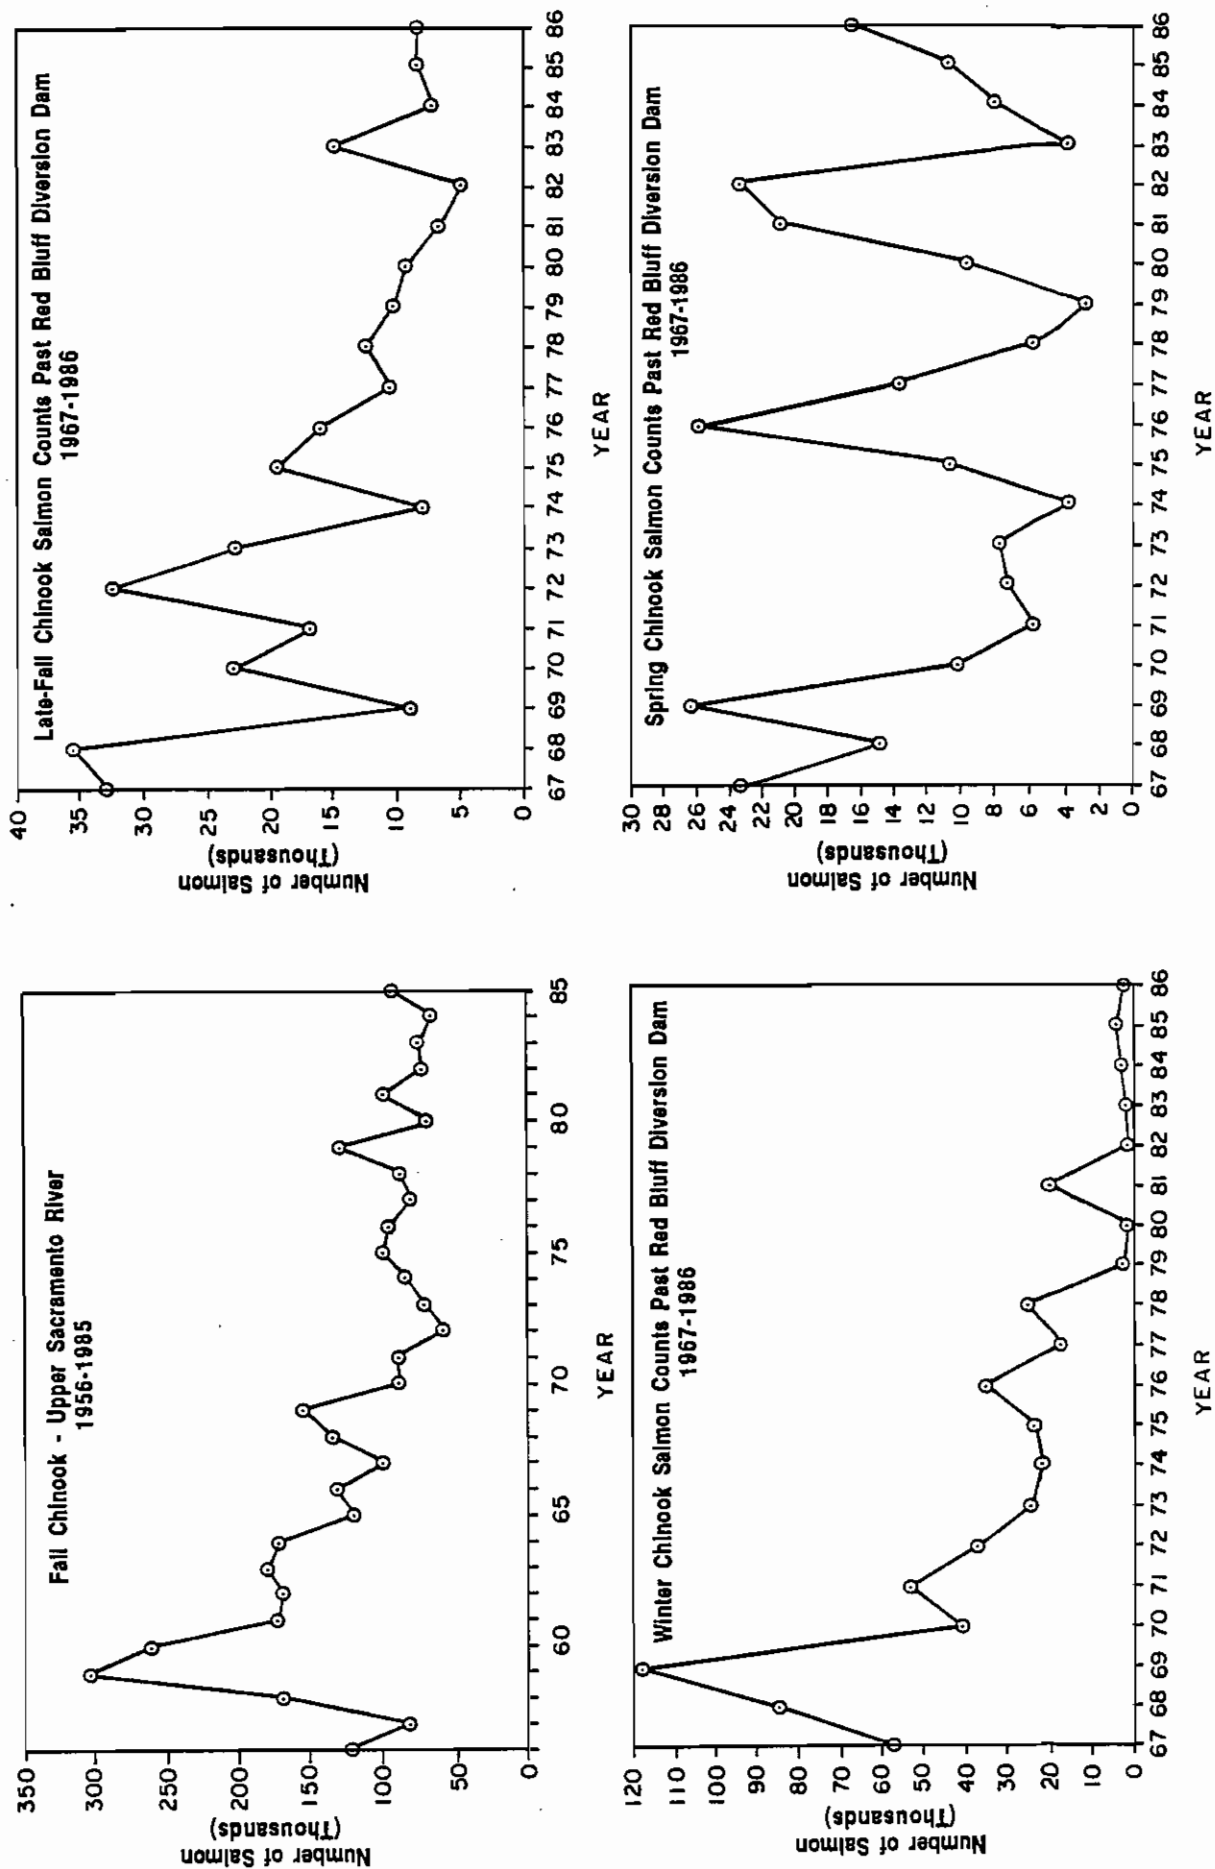 Fall Chinook - Upper Sacramento River
1956-1985
Number of Salmon
(Thousands)
350
300
250
200
150
100
50
0
60 65 70 75 80 85
YEAR
Late-Fall Chinook Salmon Counts Past Red Bluff Diversion Dam
1967-1986
Number of Salmon
(Thousands)
40
35
30
25
20
15
10
5
0
67 68 69 70 71 72 73 74 75 76 77 78 79 80 81 82 83 84 85 86
YEAR
Winter Chinook Salmon Counts Past Red Bluff Diversion Dam
1967-1986
Number of Salmon
(Thousands)
120
110
100
90
80
70
60
50
40
30
20
10
0
67 68 69 70 71 72 73 74 75 76 77 78 79 80 81 82 83 84 85 86
YEAR
Spring Chinook Salmon Counts Past Red Bluff Diversion Dam
1967-1986
Number of Salmon
(Thousands)
30
28
26
24
22
20
18
16
14
12
10
8
6
4
2
0
67 68 69 70 71 72 73 74 75 76 77 78 79 80 81 82 83 84 85 86
YEAR